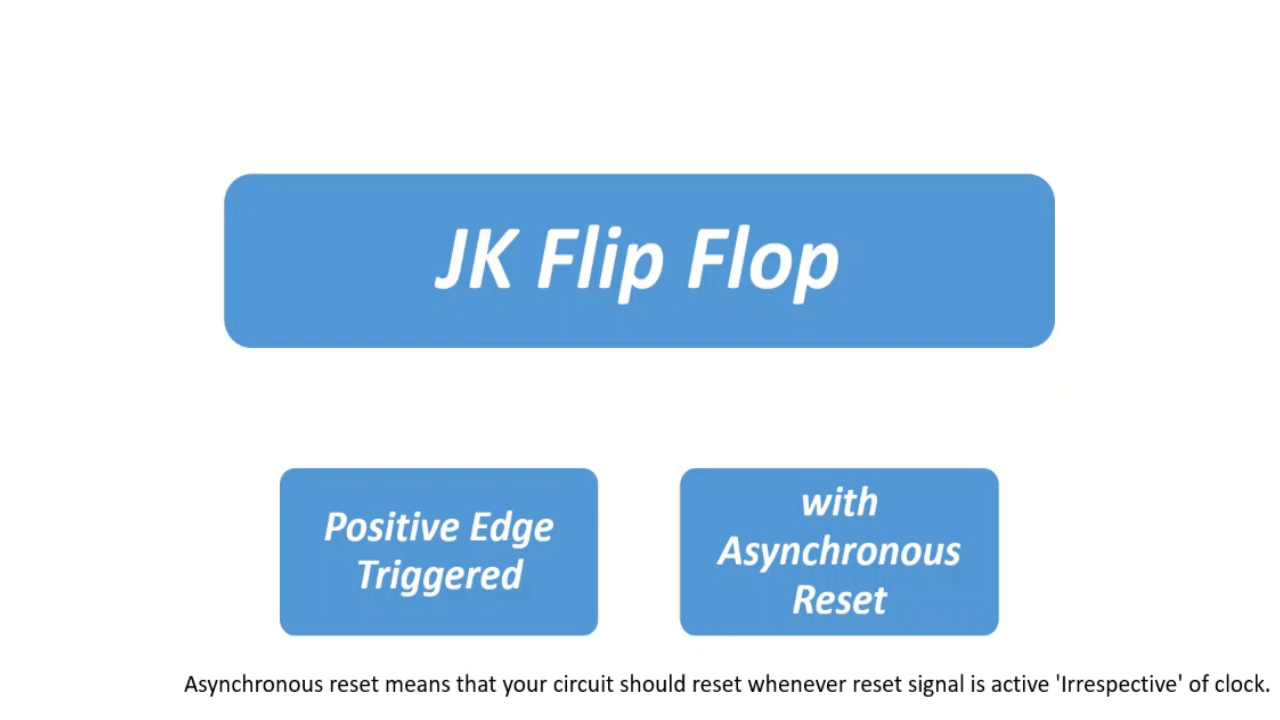 JK Flip Flop
Positive Edge
Triggered
with
Asynchronous
Reset
Asynchronous reset means that your circuit should reset whenever reset signal is active 'Irrespective' of clock.